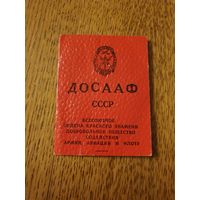 ДОСААФ
СССР
ВСЕСОЮЗНОЕ
ОРДЕНА КРАСНОГО ЗНАМЕНИ
ДОБРОВОЛЬНОЕ ОБЩЕСТВО
СОДЕЙСТВИЯ
АРМИИ, АВИАЦИИ И ФЛОТУ